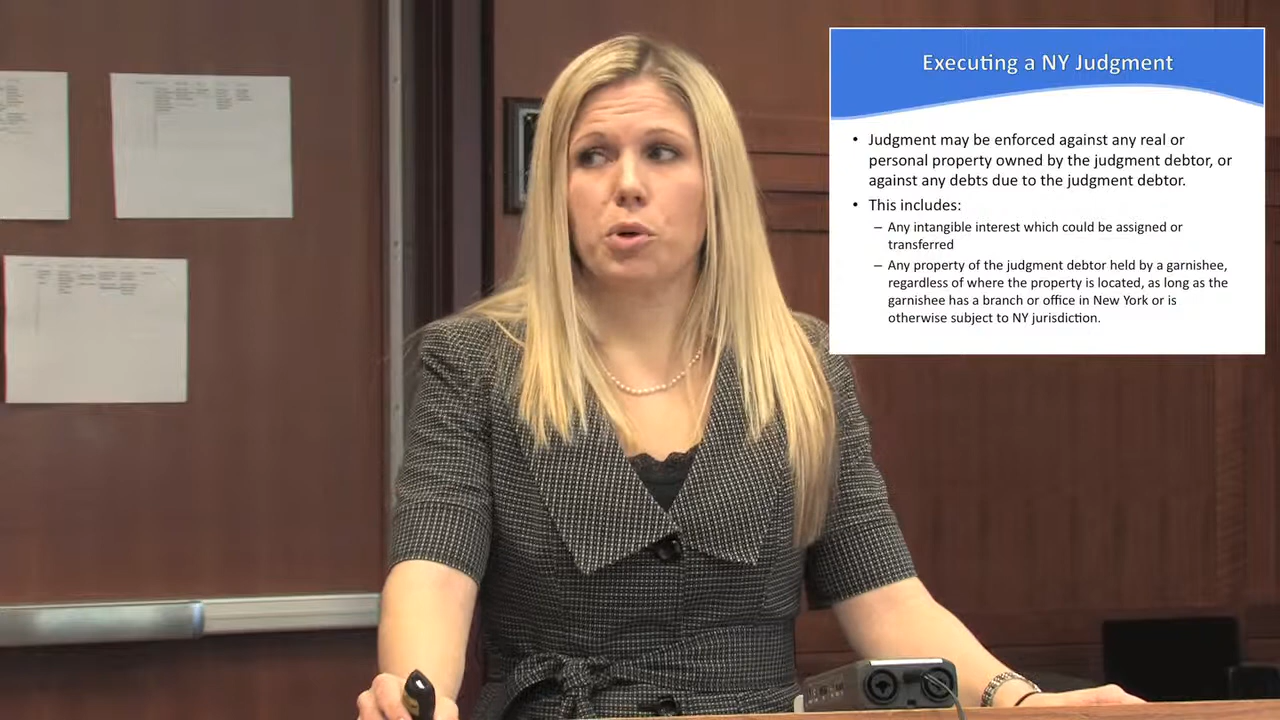 Executing a NY Judgment
• Judgment may be enforced against any real or
personal property owned by the judgment debtor, or
against any debts due to the judgment debtor.
• This includes:
– Any intangible interest which could be assigned or
transferred
– Any property of the judgment debtor held by a garnishee,
regardless of where the property is located, as long as the
garnishee has a branch or office in New York or is
otherwise subject to NY jurisdiction.